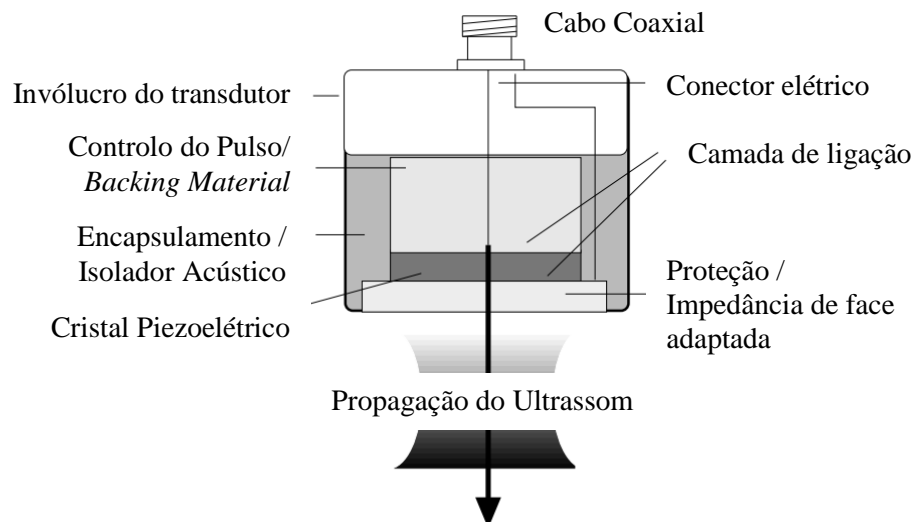 Cabo Coaxial
Invólucro do transdutor
Conector elétrico
Controlo do Pulso/
Backing Material
Camada de ligação
Encapsulamento /
Isolador Acústico
Proteção /
Impedância de face
adaptada
Cristal Piezoelétrico
Propagação do Ultrassom